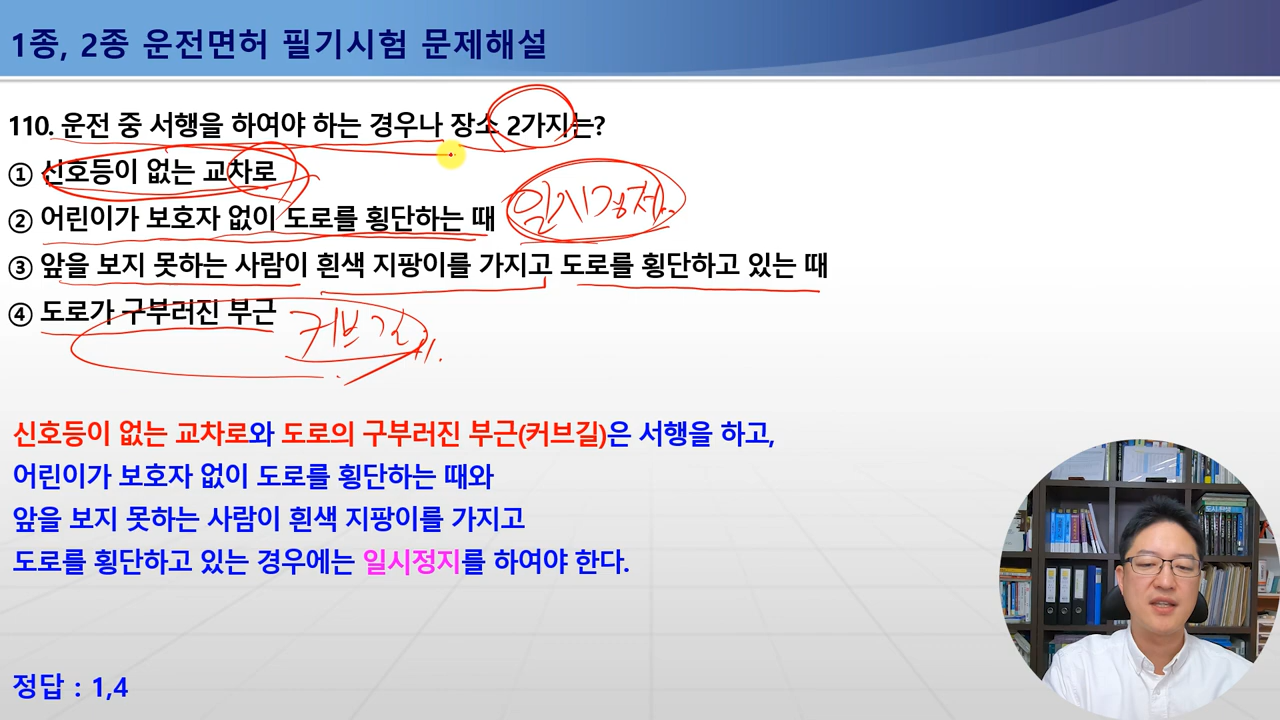 1종, 2종 운전면허 필기시험 문제해설
110. 운전 중 서행을 하여야 하는 경우나 장소 2가지는?
① 신호등이 없는 교차로
② 어린이가 보호자 없이 도로를 횡단하는 때 일시정지
③ 앞을 보지 못하는 사람이 흰색 지팡이를 가지고 도로를 횡단하고 있는 때
④ 도로가 구부러진 부근
커브길
신호등이 없는 교차로와 도로의 구부러진 부근(커브길)은 서행을 하고,
어린이가 보호자 없이 도로를 횡단하는 때와
앞을 보지 못하는 사람이 흰색 지팡이를 가지고
도로를 횡단하고 있는 경우에는 일시정지를 하여야 한다.
정답 : 1,4